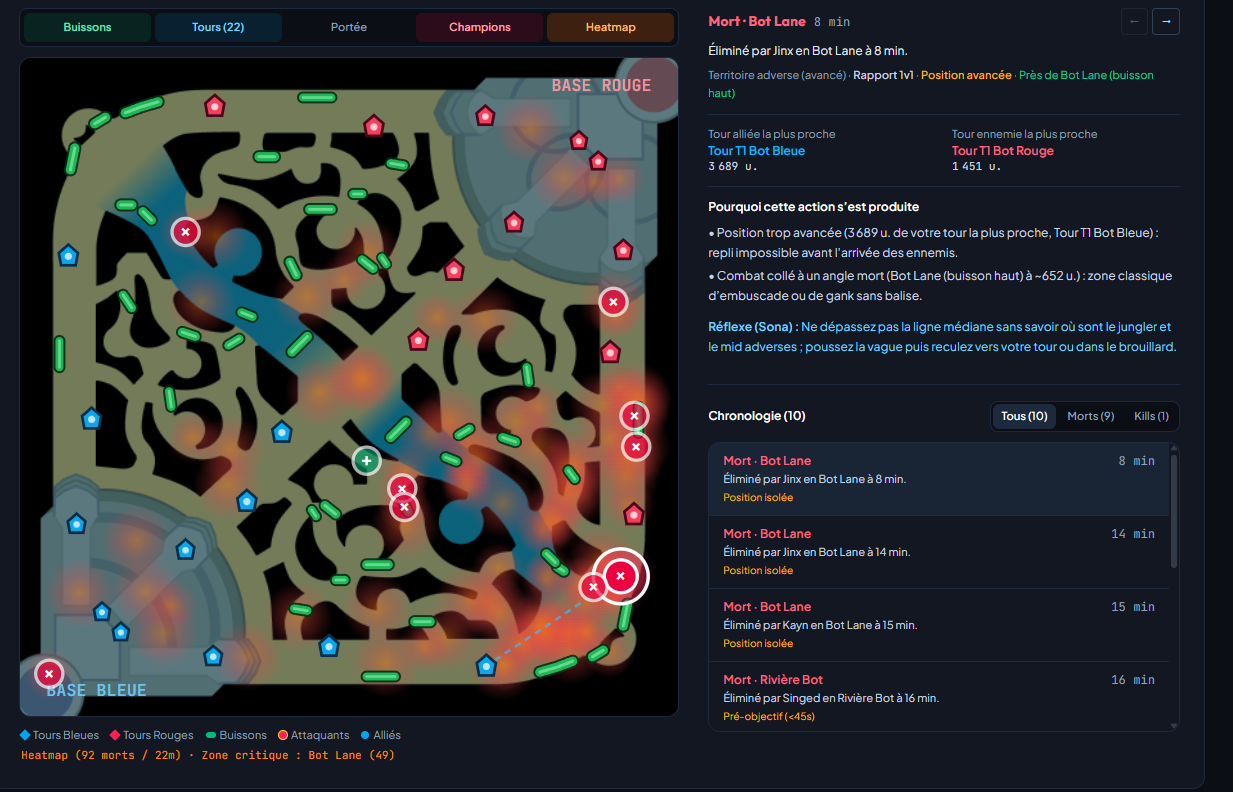 Buissons
Tours (22)
Portée
Champions
Heatmap
BASE ROUGE
BASE BLEUE
Tours Bleues
Tours Rouges
Buissons
Attaquants
Alliés
Heatmap (92 morts / 22m) · Zone critique : Bot Lane (49)
Mort · Bot Lane 8 min
← →
Éliminé par Jinx en Bot Lane à 8 min.
Territoire adverse (avancé) · Rapport 1v1 · Position avancée · Près de Bot Lane (buisson
haut)
Tour alliée la plus proche
Tour T1 Bot Bleue
3 689 u.
Tour ennemie la plus proche
Tour T1 Bot Rouge
1 451 u.
Pourquoi cette action s'est produite
• Position trop avancée (3 689 u. de votre tour la plus proche, Tour T1 Bot Bleue) :
repli impossible avant l'arrivée des ennemis.
• Combat collé à un angle mort (Bot Lane (buisson haut) à ~652 u.) : zone classique
d'embuscade ou de gank sans balise.
Réflexe (Sona) : Ne dépassez pas la ligne médiane sans savoir où sont le jungler et
le mid adverses ; poussez la vague puis reculez vers votre tour ou dans le brouillard.
Chronologie (10)
Tous (10)
Morts (9)
Kills (1)
Mort · Bot Lane 8 min
Éliminé par Jinx en Bot Lane à 8 min.
Position isolée
Mort · Bot Lane 14 min
Éliminé par Jinx en Bot Lane à 14 min.
Position isolée
Mort · Bot Lane 15 min
Éliminé par Kayn en Bot Lane à 15 min.
Position isolée
Mort · Rivière Bot 16 min
Éliminé par Singed en Rivière Bot à 16 min.
Pré-objectif (<45s)